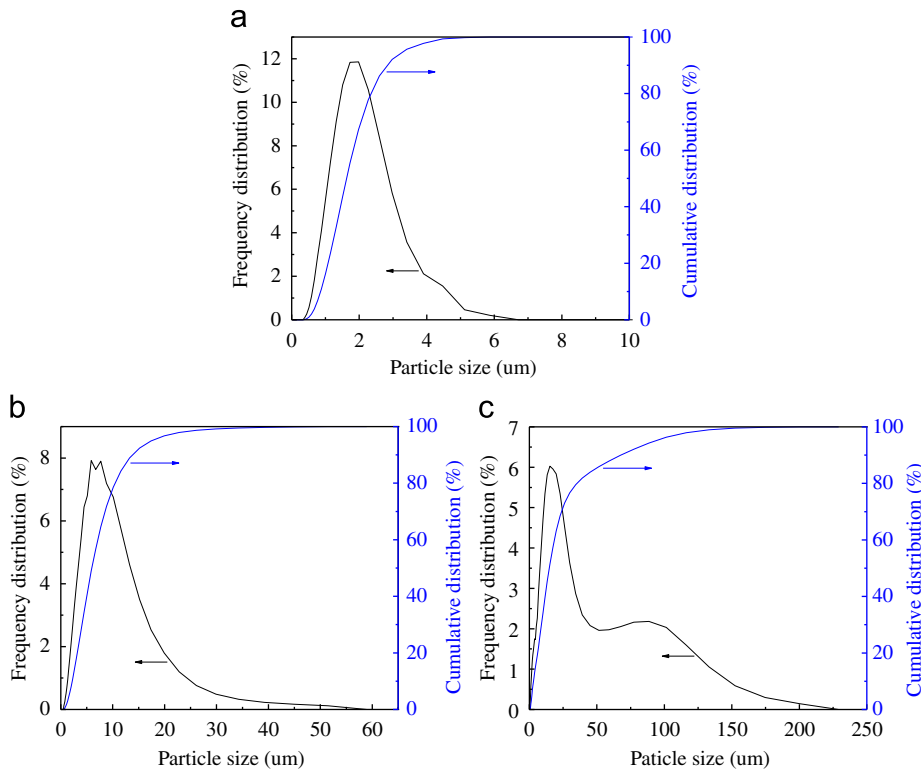 a
Frequency distribution (%)
12
10
8
6
4
2
0
0 2 4 6 8 10
Particle size (um)
100
80
60
40
20
0
Cumulative distribution (%)
b
Frequency distribution (%)
8
6
4
2
0
0 10 20 30 40 50 60
Particle size (um)
100
80
60
40
20
0
Cumulative distribution (%)
c
Frequency distribution (%)
7
6
5
4
3
2
1
0
0 50 100 150 200 250
Paticle size (um)
100
80
60
40
20
0
Cumulative distribution (%)